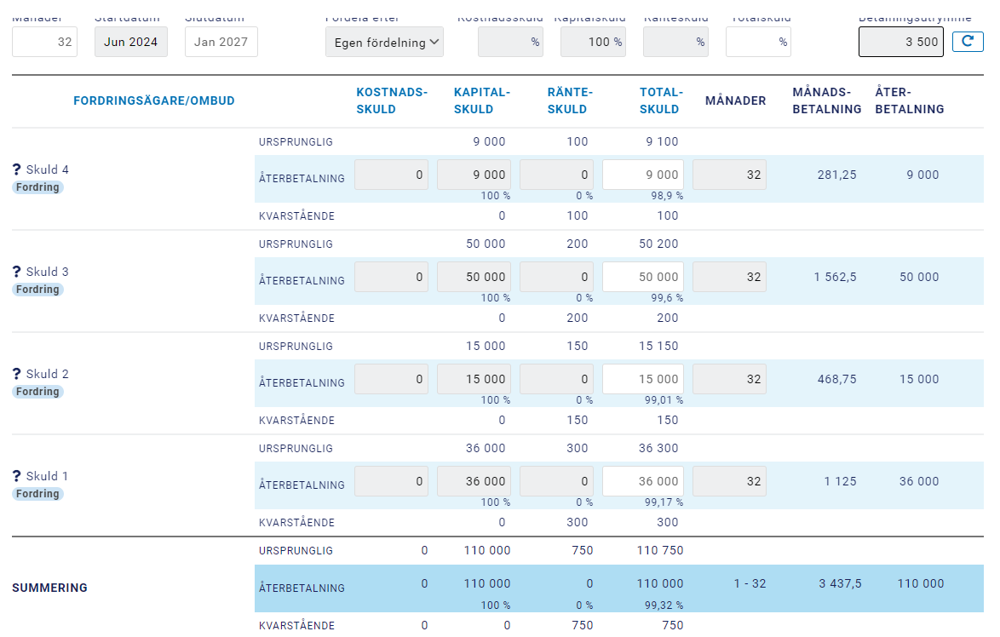 Månader Startdatum Slutdatum Fördela efter Kostnadsskuld Kapitalskuld Ränteskuld Totalskuld Betalningsutrymme
32 Jun 2024 Jan 2027 Egen fördelning % 100 % % % 3 500
FORDRINGSÄGARE/OMBUD KOSTNADS-SKULD KAPITAL-SKULD RÄNTE-SKULD TOTAL-SKULD MÅNADER MÅNADS-BETALNING ÅTER-BETALNING
URSPRUNGLIG 9 000 100 9 100
? Skuld 4
Fordring
ÅTERBETALNING 0 9 000 0 9 000 32 281,25 9 000
100 % 0 % 98,9 %
KVARSTÅENDE 0 100 100
URSPRUNGLIG 50 000 200 50 200
? Skuld 3
Fordring
ÅTERBETALNING 0 50 000 0 50 000 32 1 562,5 50 000
100 % 0 % 99,6 %
KVARSTÅENDE 0 200 200
URSPRUNGLIG 15 000 150 15 150
? Skuld 2
Fordring
ÅTERBETALNING 0 15 000 0 15 000 32 468,75 15 000
100 % 0 % 99,01 %
KVARSTÅENDE 0 150 150
URSPRUNGLIG 36 000 300 36 300
? Skuld 1
Fordring
ÅTERBETALNING 0 36 000 0 36 000 32 1 125 36 000
100 % 0 % 99,17 %
KVARSTÅENDE 0 300 300
URSPRUNGLIG 0 110 000 750 110 750
SUMMERING
ÅTERBETALNING 0 110 000 0 110 000 1 - 32 3 437,5 110 000
100 % 0 % 99,32 %
KVARSTÅENDE 0 0 750 750